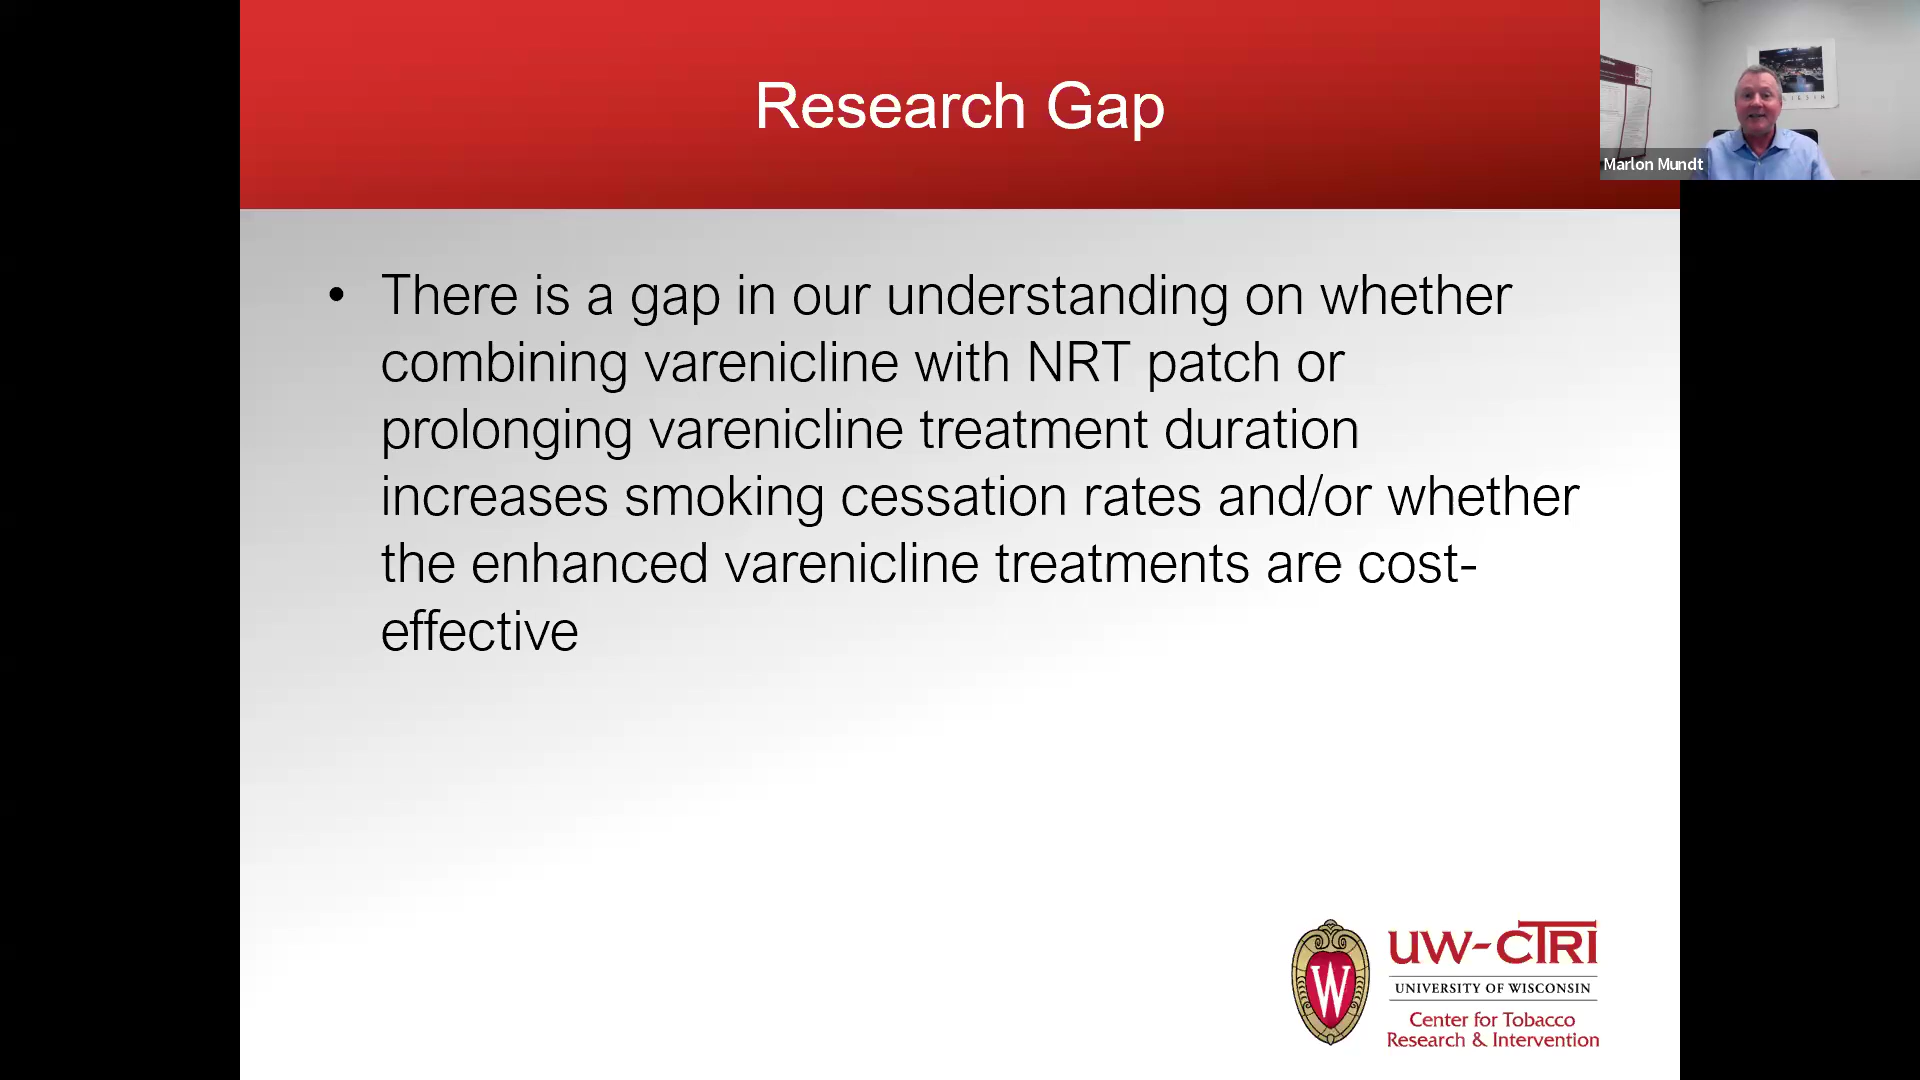 Research Gap
Marlon Mundt
• There is a gap in our understanding on whether
combining varenicline with NRT patch or
prolonging varenicline treatment duration
increases smoking cessation rates and/or whether
the enhanced varenicline treatments are cost-
effective
W
UW-CTRI
UNIVERSITY OF WISCONSIN
Center for Tobacco
Research & Intervention